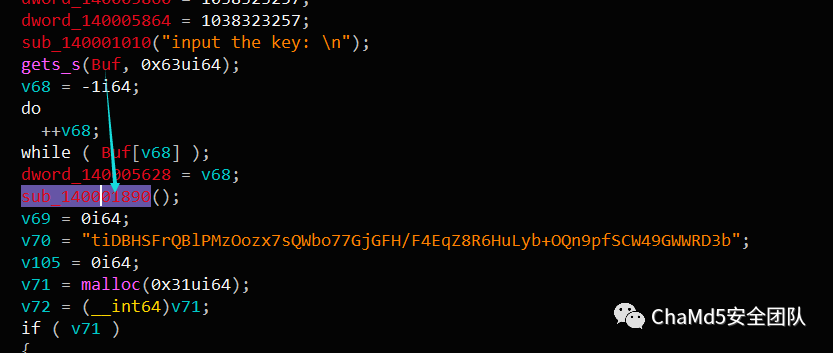 dword_140005864 = 1038323257;
sub_140001010("input the key: \n");
gets_s(Buf, 0x63ui64);
v68 = -1i64;
do
++v68;
while ( Buf[v68] );
dword_140005628 = v68;
sub_140001890();
v69 = 0i64;
v70 = "tiDBHSFrQBlPMzOozx7sQWbo77GjGFH/F4EqZ8R6HuLyb+OQn9pfSCW49GWWRD3b";
v105 = 0i64;
v71 = malloc(0x31ui64);
v72 = (__int64)v71;
if ( v71 )
{
ChaMd5安全团队